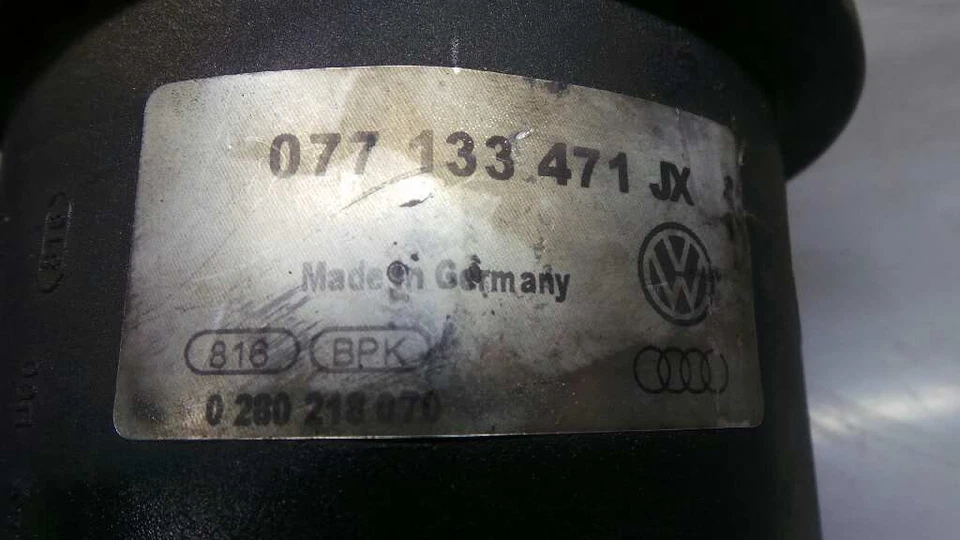 077 133 471 JX
Made in Germany
816 BPK
0 280 218 070